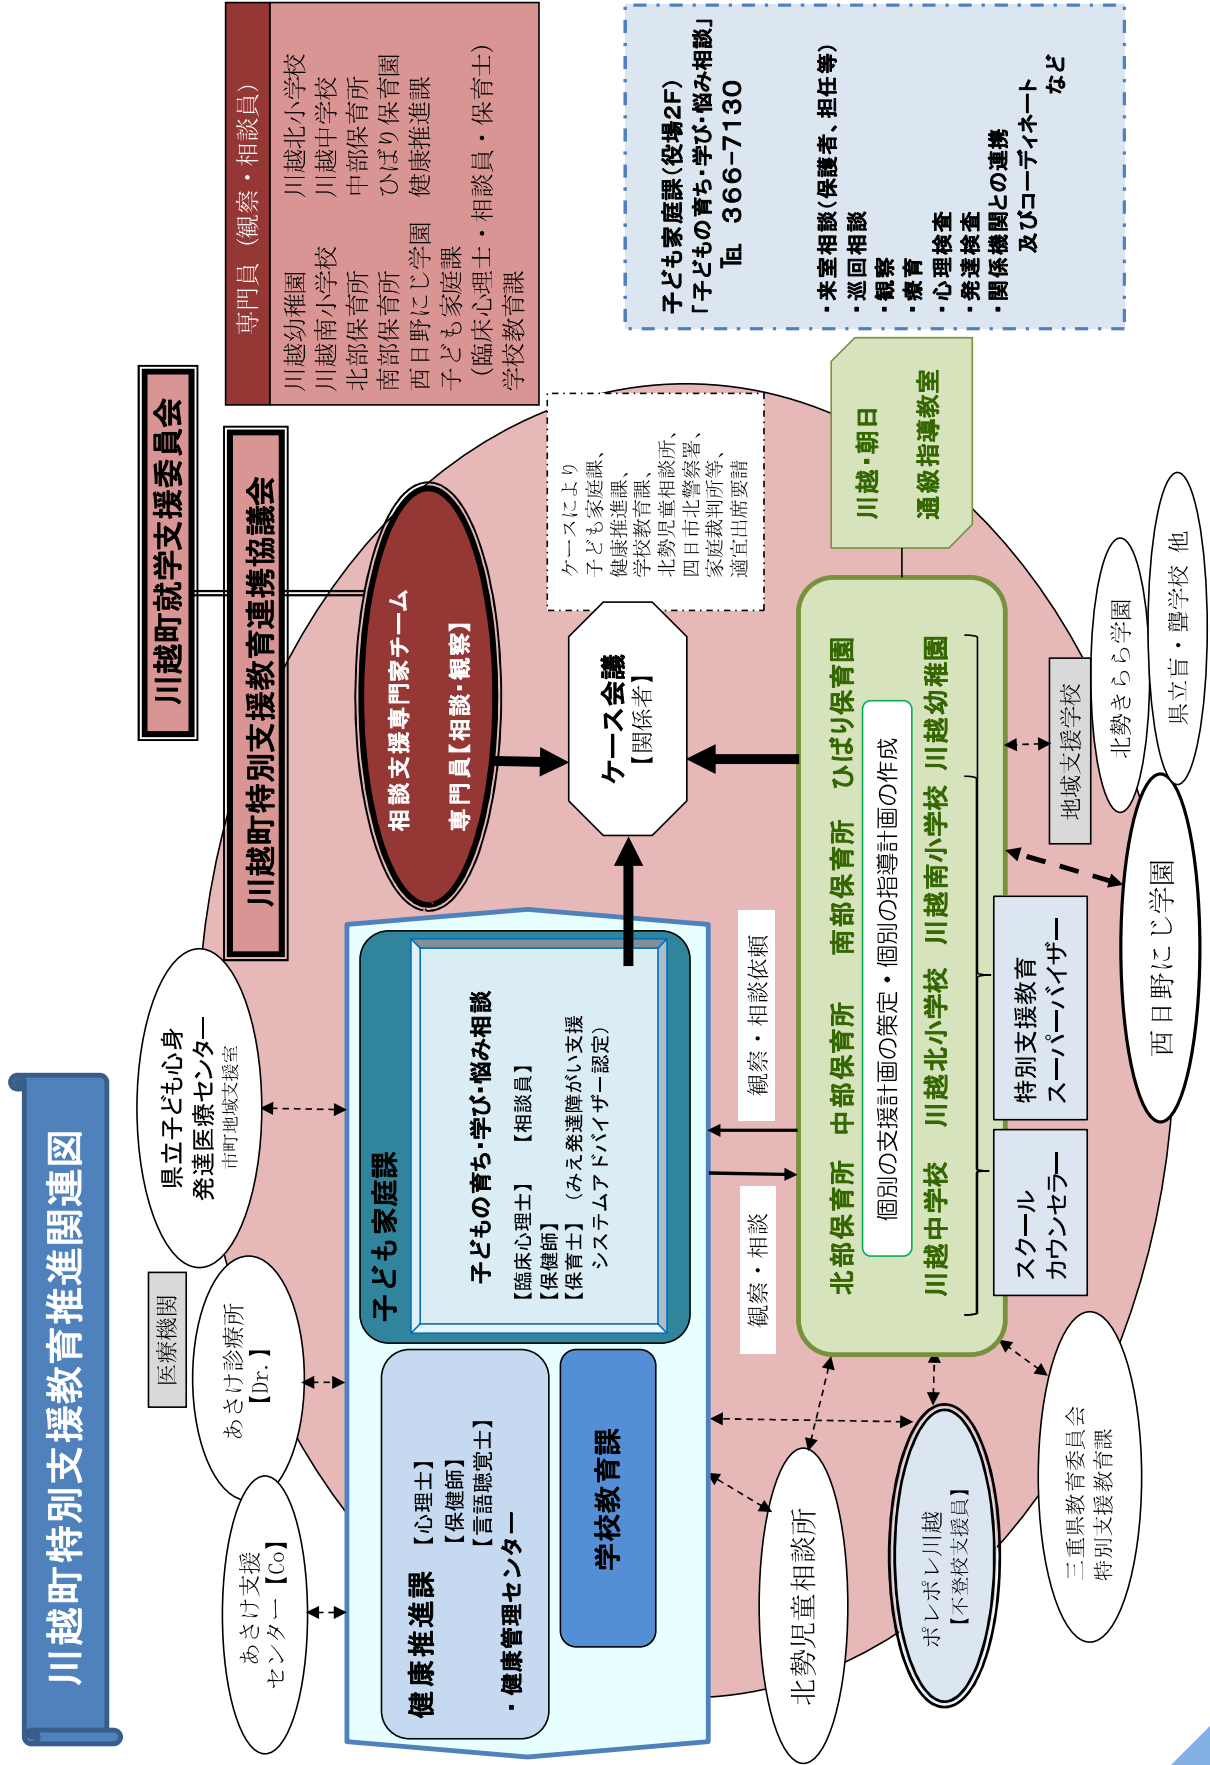 川越町特別支援教育推進関連図
川越町就学支援委員会
川越町特別支援教育連携協議会
専門員（観察・相談員）
川越幼稚園　川越北小学校
川越南小学校　川越中学校
北部保育所　中部保育所
南部保育所　ひばり保育園
西日野にじ学園　健康推進課
子ども家庭課
（臨床心理士・相談員・保育士）
学校教育課
県立子ども心身
発達医療センター
市町地域支援室
医療機関
あさけ診療所
【Dr.】
あさけ支援
センター【Co】
相談支援専門家チーム
専門員【相談・観察】
ケースにより
子ども家庭課、
健康推進課、
学校教育課、
北勢児童相談所、
四日市北警察署、
家庭裁判所等、
適宜出席要請
ケース会議
【関係者】
子ども家庭課
子どもの育ち・学び・悩み相談
【臨床心理士】　【相談員】
【保健師】
【保育士】（みえ発達障がい支援
システムアドバイザー認定）
健康推進課　【心理士】
【保健師】
【言語聴覚士】
・健康管理センター
学校教育課
子ども家庭課（役場２Ｆ）
「子どもの育ち・学び・悩み相談」
℡　３６６－７１３０
・来室相談（保護者、担任等）
・巡回相談
・観察
・療育
・心理検査
・発達検査
・関係機関との連携
及びコーディネート
など
観察・相談
観察・相談依頼
川越・朝日
通級指導教室
北部保育所　中部保育所　南部保育所　ひばり保育園
個別の支援計画の策定・個別の指導計画の作成
川越中学校　川越北小学校　川越南小学校　川越幼稚園
スクール
カウンセラー
特別支援教育
スーパーバイザー
地域支援学校
北勢きらら学園
県立盲・聾学校　他
西日野にじ学園
北勢児童相談所
ポレポレ川越
【不登校支援員】
三重県教育委員会
特別支援教育課